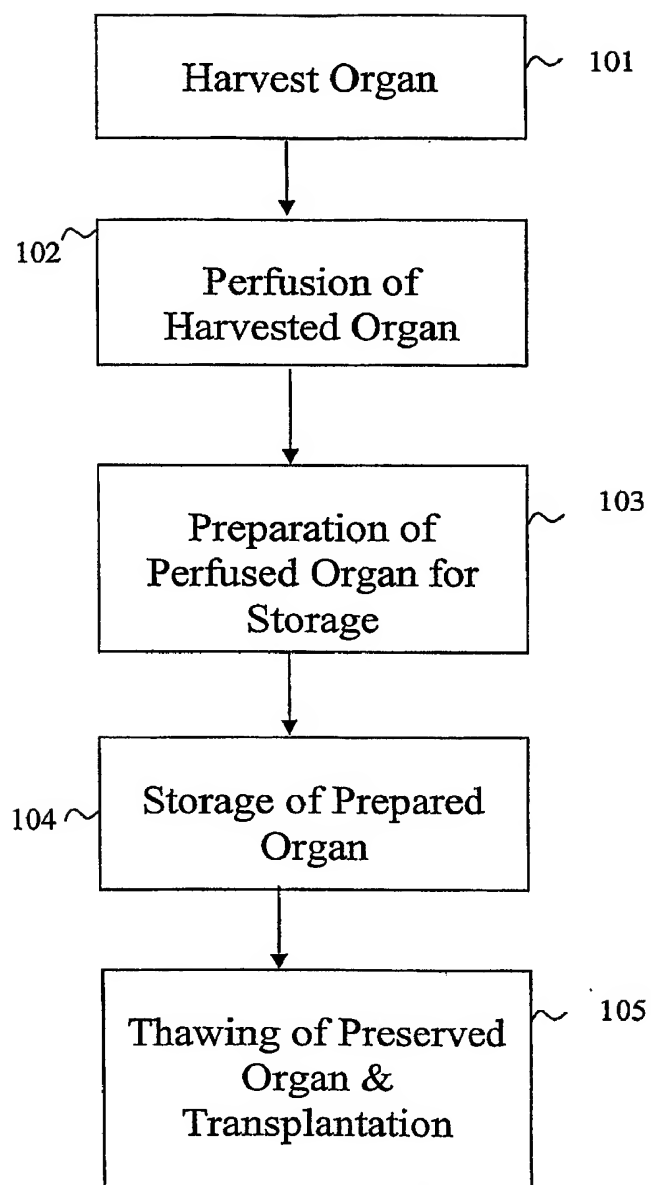 Harvest Organ
101
102
Perfusion of
Harvested Organ
103
Preparation of
Perfused Organ for
Storage
104
Storage of Prepared
Organ
105
Thawing of Preserved
Organ &
Transplantation